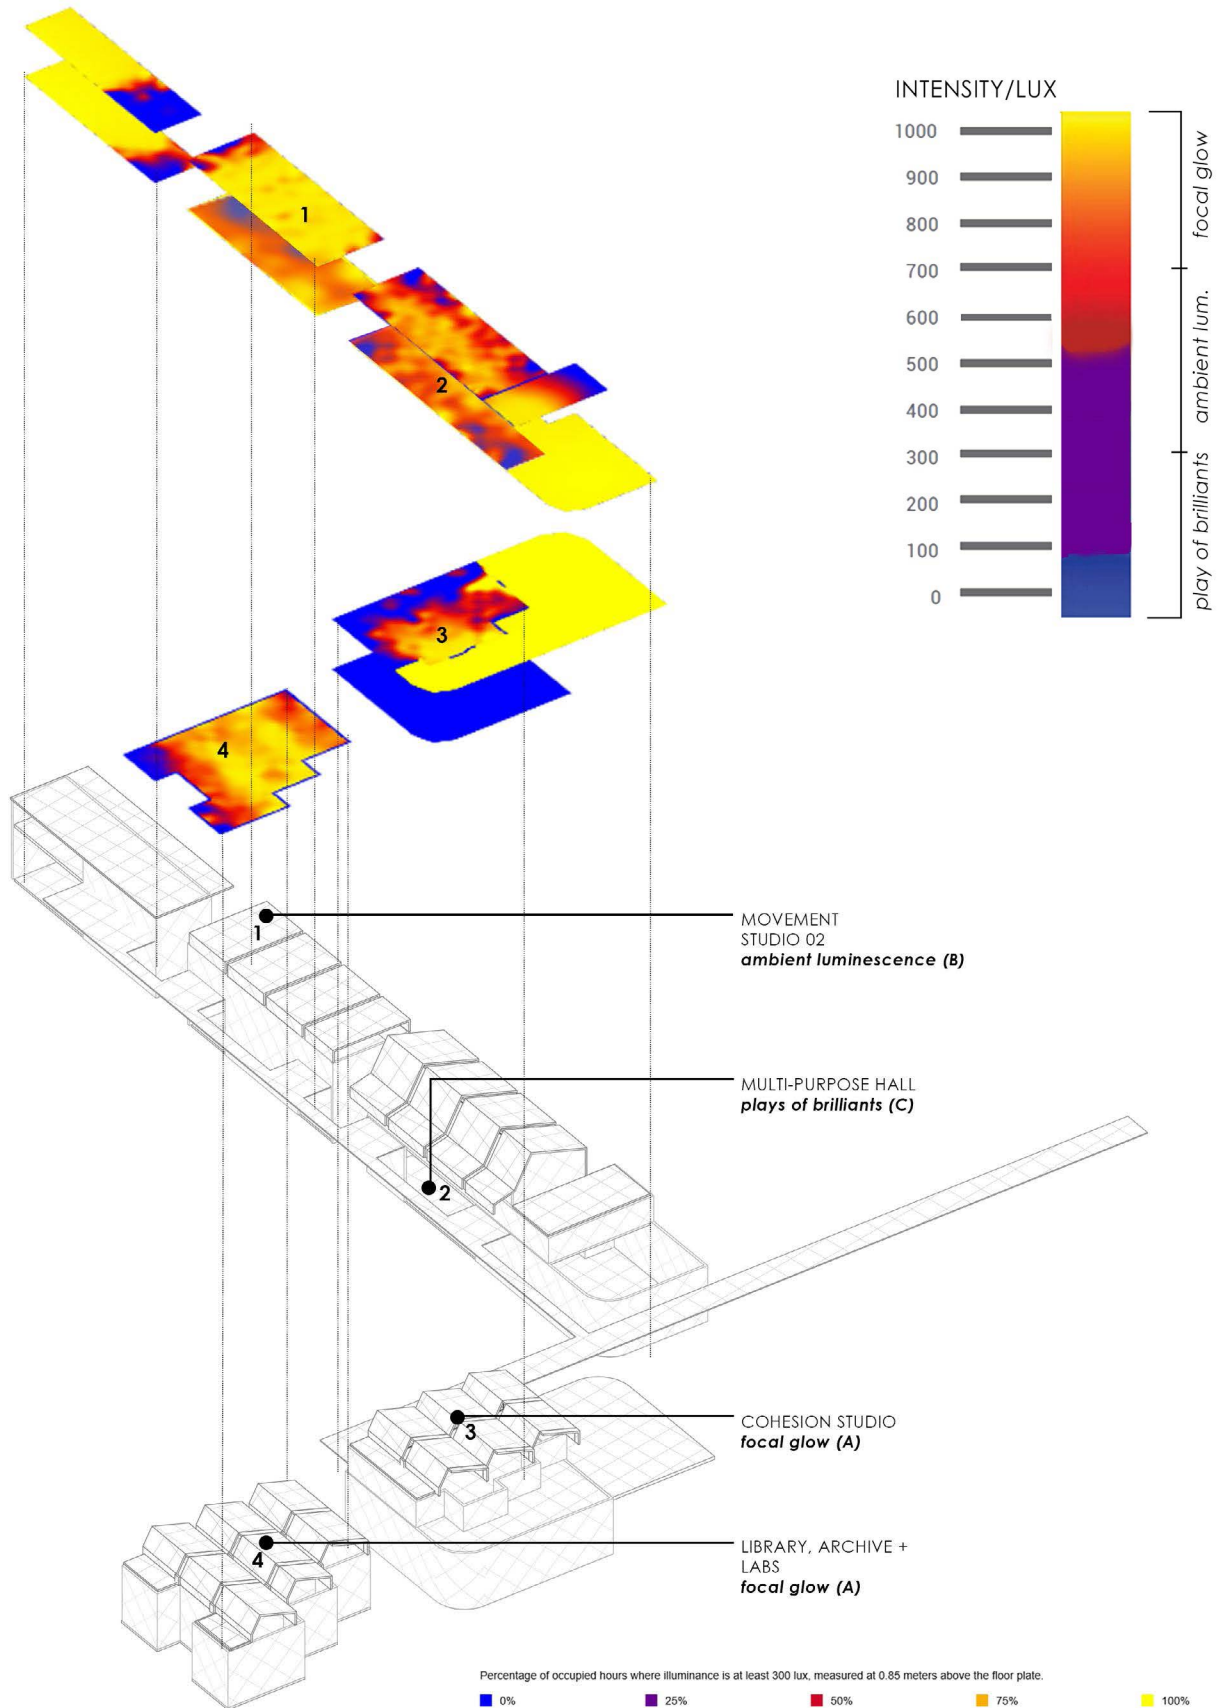 INTENSITY/LUX
1000
900
800
700
600
500
400
300
200
100
0
focal glow
ambient lum.
play of brilliants
1
2
3
4
1
MOVEMENT
STUDIO 02
ambient luminescence (B)
MULTI-PURPOSE HALL
plays of brilliants (C)
2
COHESION STUDIO
focal glow (A)
3
LIBRARY, ARCHIVE +
LABS
focal glow (A)
4
Percentage of occupied hours where illuminance is at least 300 lux, measured at 0.85 meters above the floor plate.
0% 25% 50% 75% 100%